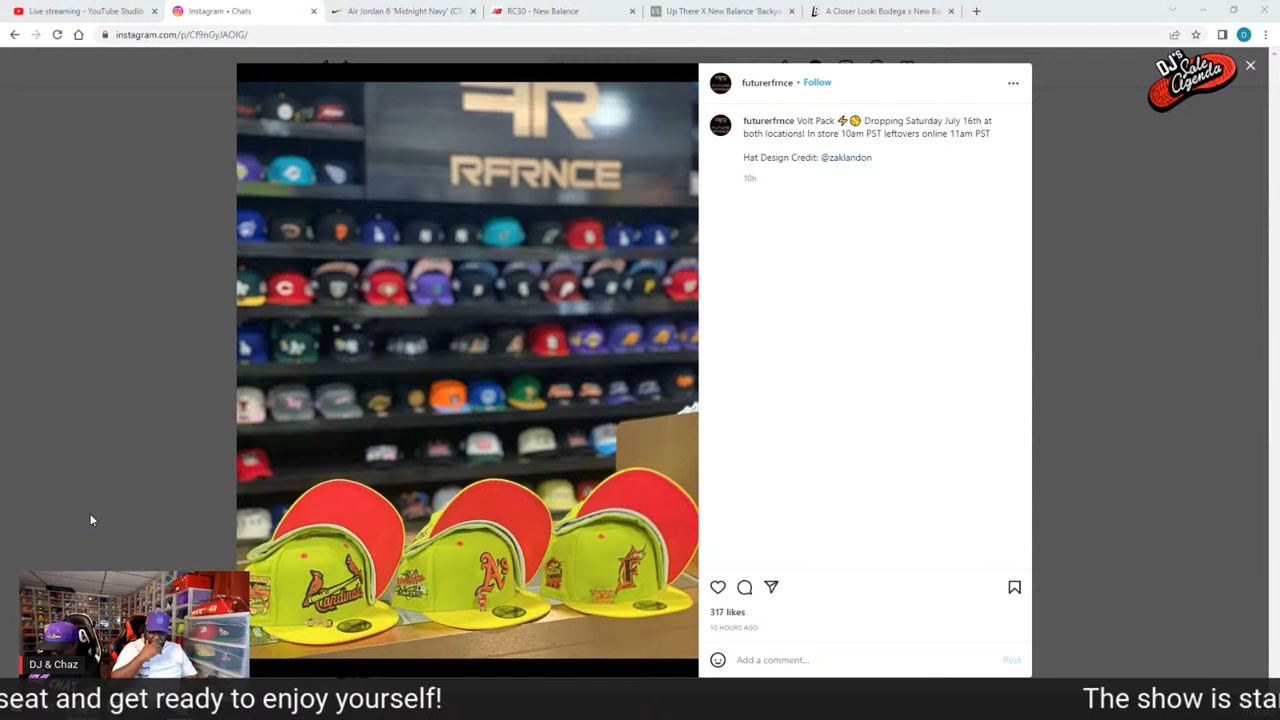 Live streaming - YouTube Studio
Instagram • Chats
Air Jordan 6 'Midnight Navy' (CT
RC30 - New Balance
Up There X New Balance 'Backy
A Closer Look: Bodega x New Ba
instagram.com/p/Cf9nGyJAOIG/
D
DJ's
Sole
Agenda
futurerfrnce • Follow
futurerfrnce Volt Pack ⚡ Dropping Saturday July 16th at
both locations! In store 10am PST leftovers online 11am PST
Hat Design Credit: @zaklandon
10h
RFRNCE
Cardinals
A's
F
317 likes
10 HOURS AGO
Add a comment...
Post
DJ & Chaz
seat and get ready to enjoy yourself!
The show is sta